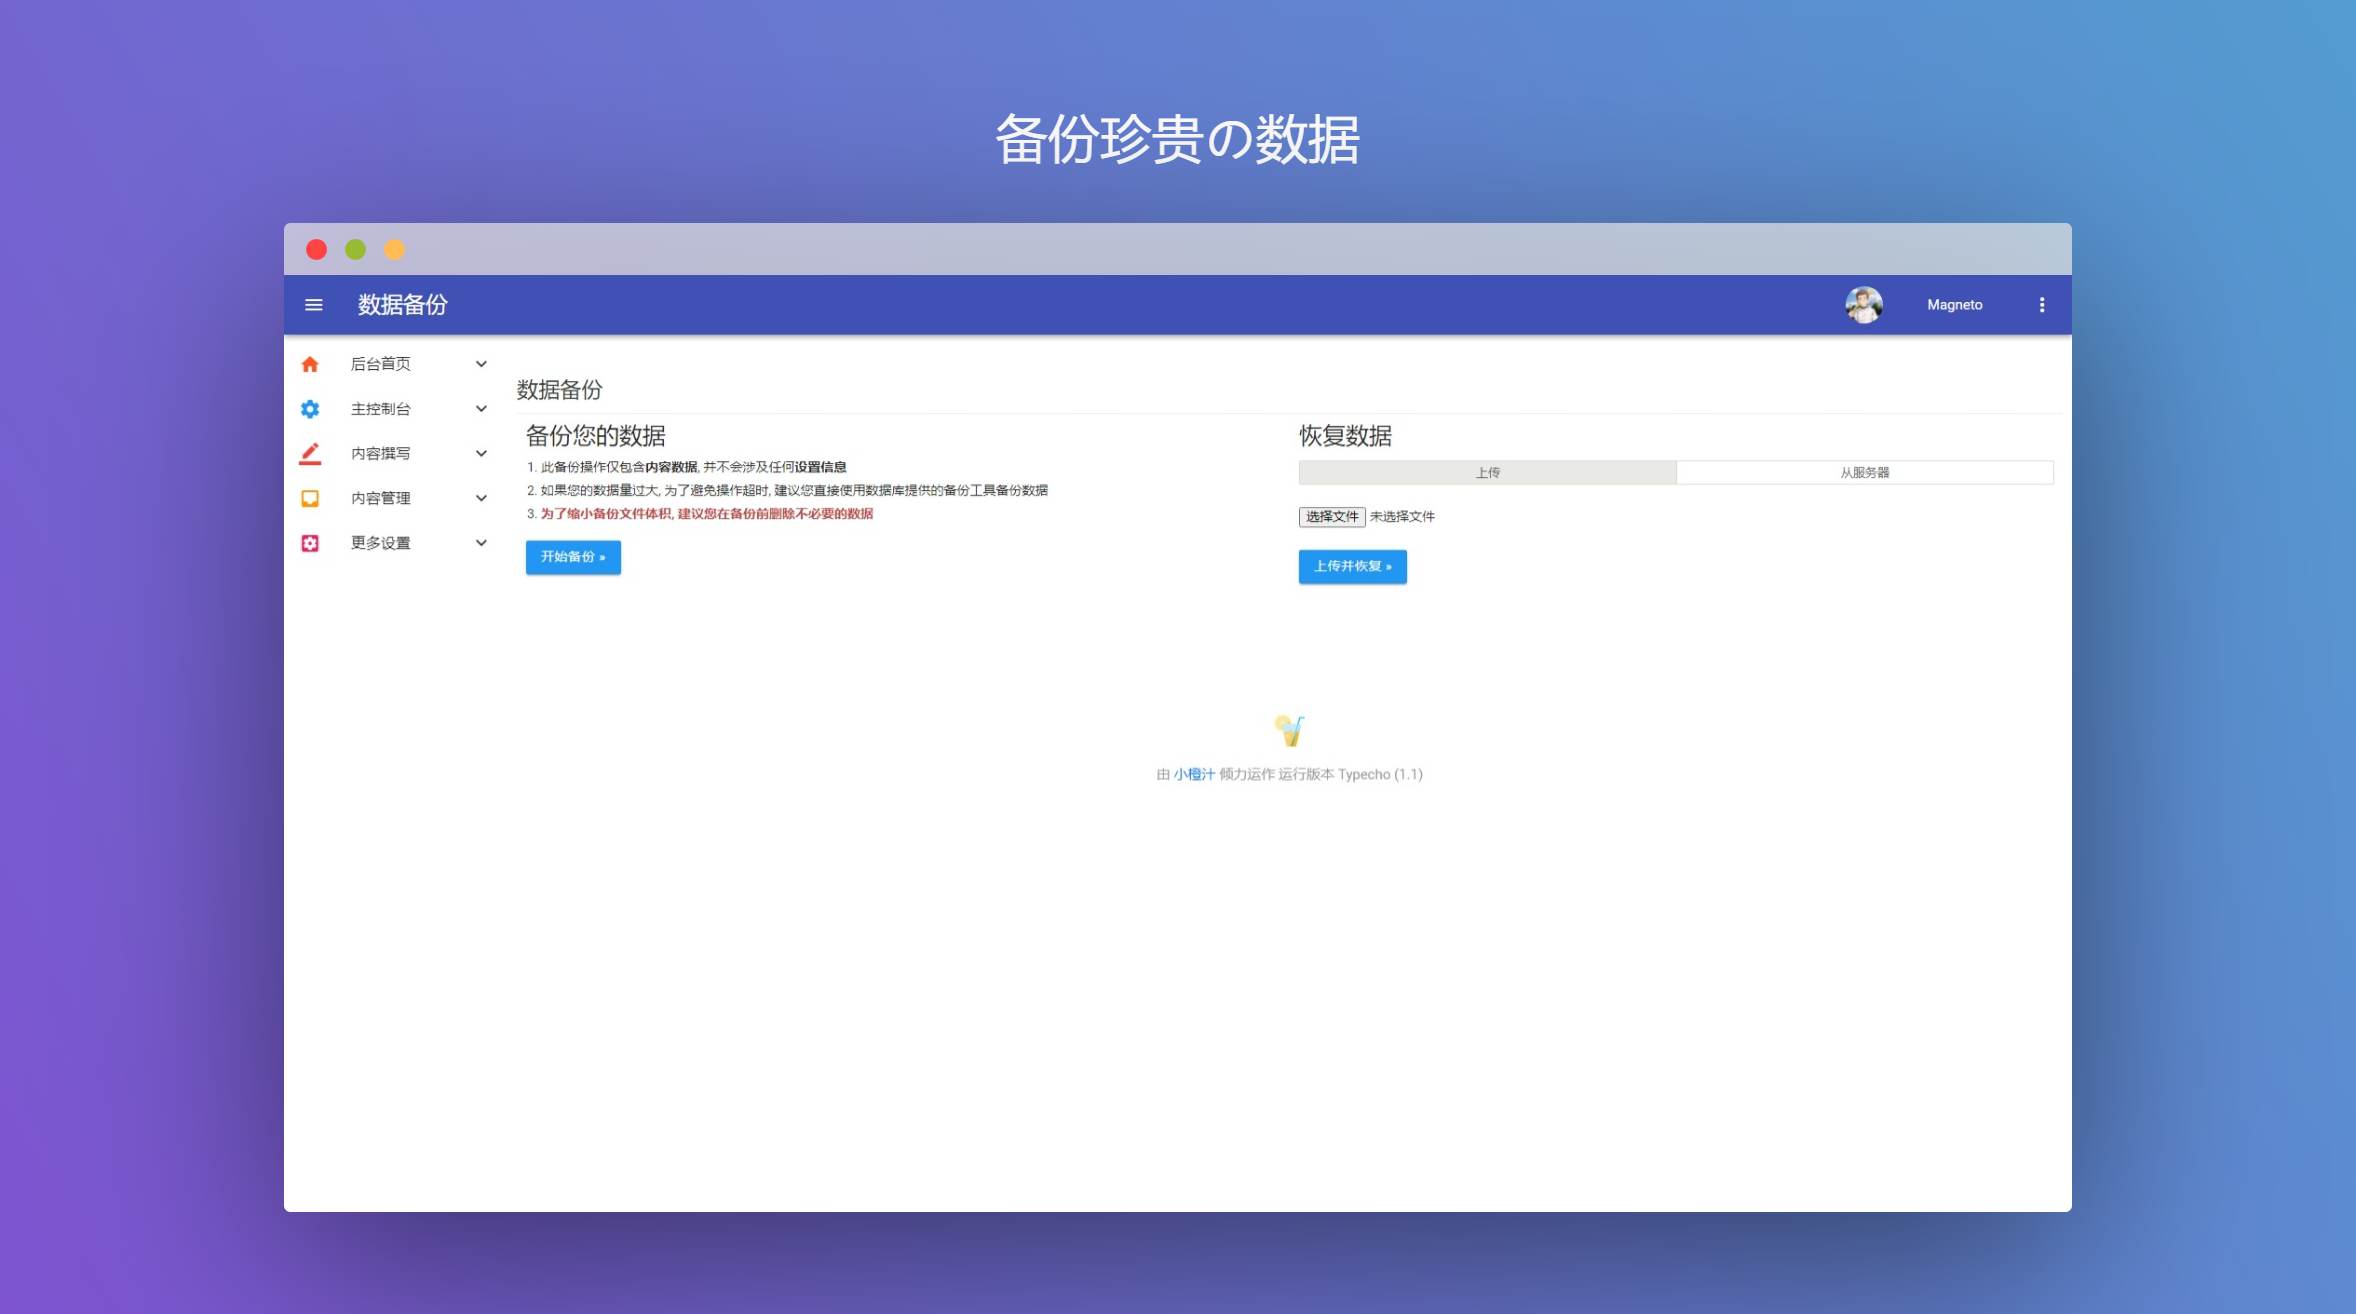 备份珍贵の数据
数据备份
Magneto
后台首页
主控制台
内容撰写
内容管理
更多设置
数据备份
备份您的数据
1. 此备份操作仅包含内容数据, 并不会涉及任何设置信息
2. 如果您的数据量过大, 为了避免操作超时, 建议您直接使用数据库提供的备份工具备份数据
3. 为了缩小备份文件体积, 建议您在备份前删除不必要的数据
开始备份 »
恢复数据
上传
从服务器
选择文件 未选择文件
上传并恢复 »
由 小橙汁 倾力运作 运行版本 Typecho (1.1)